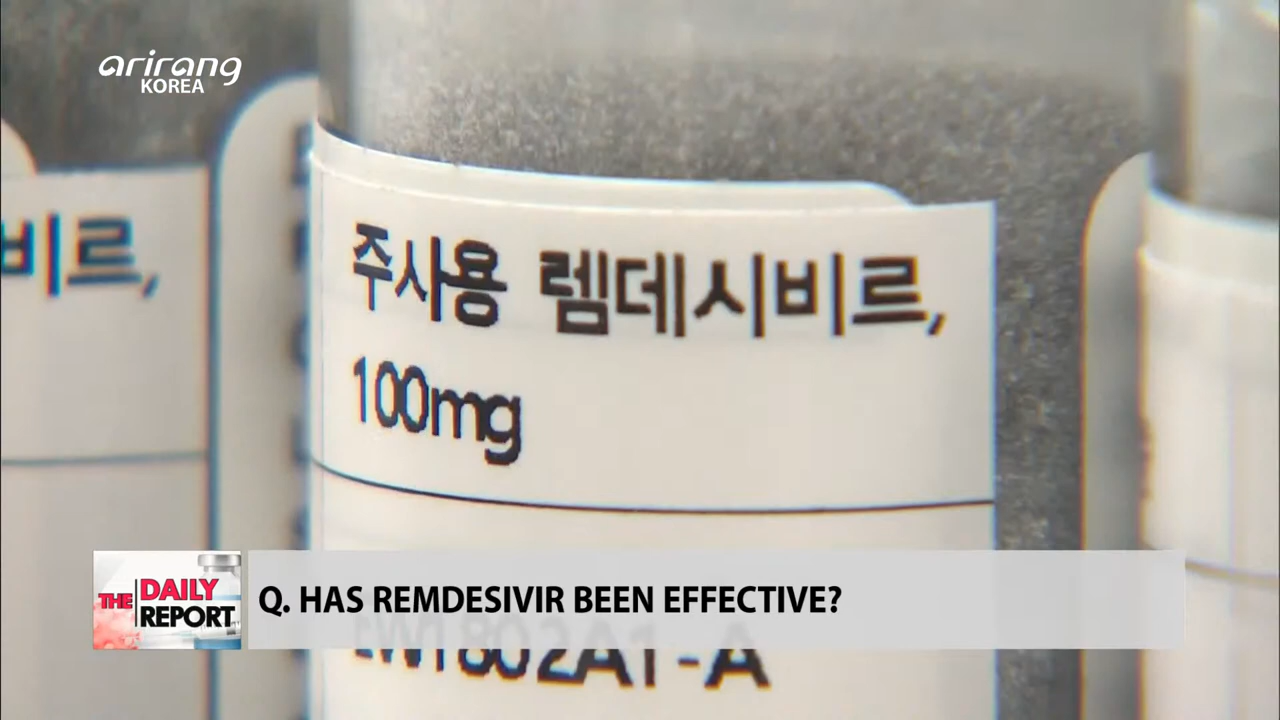 arirang
KOREA
비르,
주사용 렘데시비르,
100mg
THE DAILY
REPORT
Q. HAS REMDESIVIR BEEN EFFECTIVE?